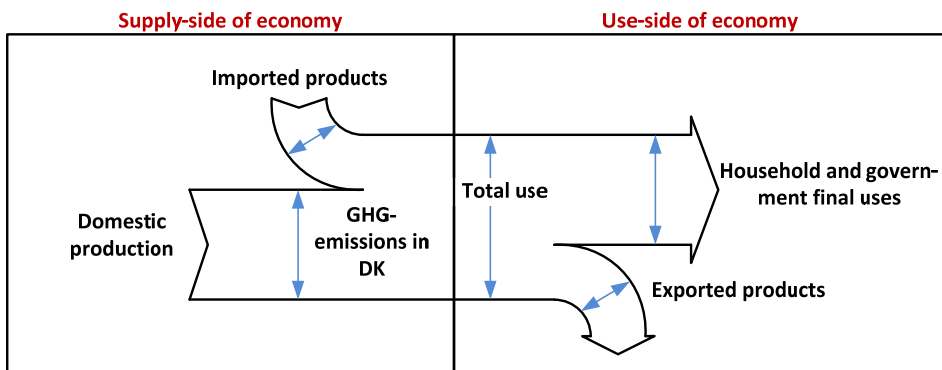 Supply-side of economy
Use-side of economy
Imported products
Domestic
production
GHG-
emissions in
DK
Total use
Household and govern-
ment final uses
Exported products